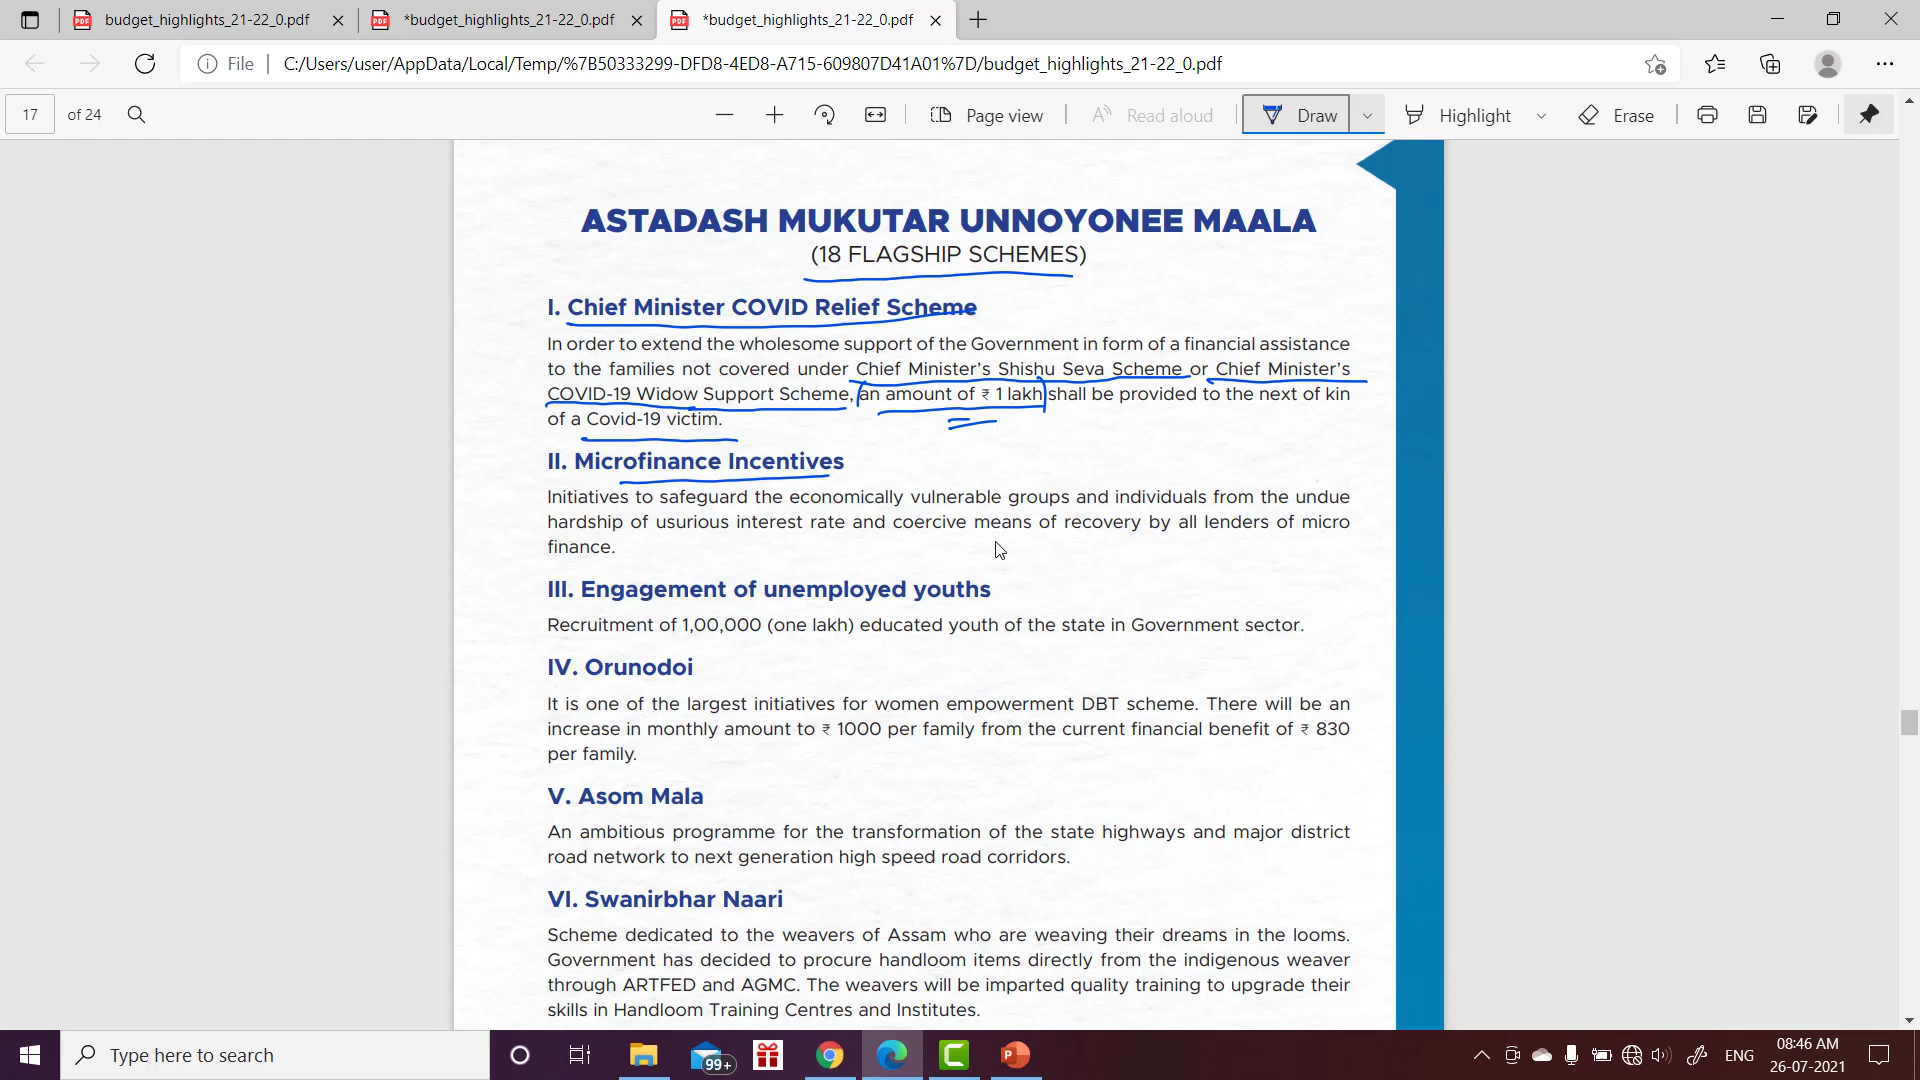 budget_highlights_21-22_0.pdf
*budget_highlights_21-22_0.pdf
*budget_highlights_21-22_0.pdf
File
C:/Users/user/AppData/Local/Temp/%7B50333299-DFD8-4ED8-A715-609807D41A01%7D/budget_highlights_21-22_0.pdf
17 of 24
Page view
Read aloud
Draw
Highlight
Erase
ASTADASH MUKUTAR UNNOYONEE MAALA
(18 FLAGSHIP SCHEMES)
I. Chief Minister COVID Relief Scheme
In order to extend the wholesome support of the Government in form of a financial assistance
to the families not covered under Chief Minister's Shishu Seva Scheme or Chief Minister's
COVID-19 Widow Support Scheme, an amount of ₹ 1 lakh shall be provided to the next of kin
of a Covid-19 victim.
II. Microfinance Incentives
Initiatives to safeguard the economically vulnerable groups and individuals from the undue
hardship of usurious interest rate and coercive means of recovery by all lenders of micro
finance.
III. Engagement of unemployed youths
Recruitment of 1,00,000 (one lakh) educated youth of the state in Government sector.
IV. Orunodoi
It is one of the largest initiatives for women empowerment DBT scheme. There will be an
increase in monthly amount to ₹ 1000 per family from the current financial benefit of ₹ 830
per family.
V. Asom Mala
An ambitious programme for the transformation of the state highways and major district
road network to next generation high speed road corridors.
VI. Swanirbhar Naari
Scheme dedicated to the weavers of Assam who are weaving their dreams in the looms.
Government has decided to procure handloom items directly from the indigenous weaver
through ARTFED and AGMC. The weavers will be imparted quality training to upgrade their
skills in Handloom Training Centres and Institutes.
Type here to search
99+
ENG
08:46 AM
26-07-2021